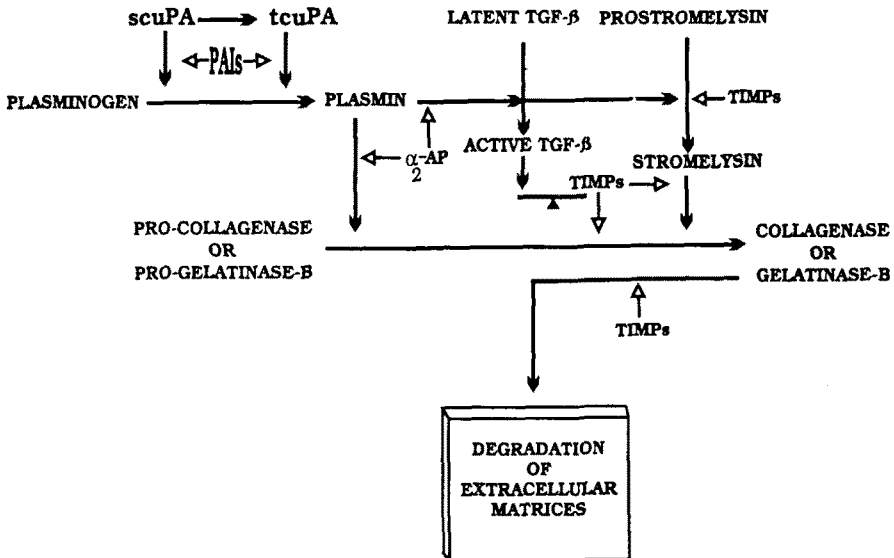 scuPA tcuPA
LATENT TGF-β PROSTROMELYSIN
PAIs
PLASMINOGEN PLASMIN TIMPs
ACTIVE TGF-β
α-AP
2
STROMELYSIN
TIMPs
PRO-COLLAGENASE
OR
PRO-GELATINASE-B
COLLAGENASE
OR
GELATINASE-B
TIMPs
DEGRADATION
OF
EXTRACELLULAR
MATRICES